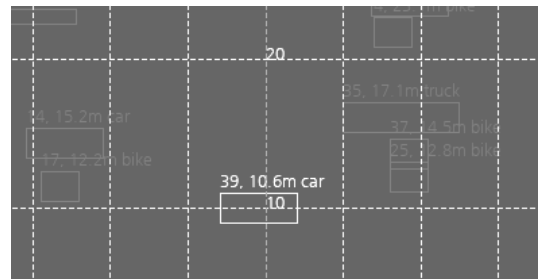 20
35, 17.1m truck
15.2m car
37, 14.5m bike
17, 12.2m bike
25, 12.8m bike
39, 10.6m car
10